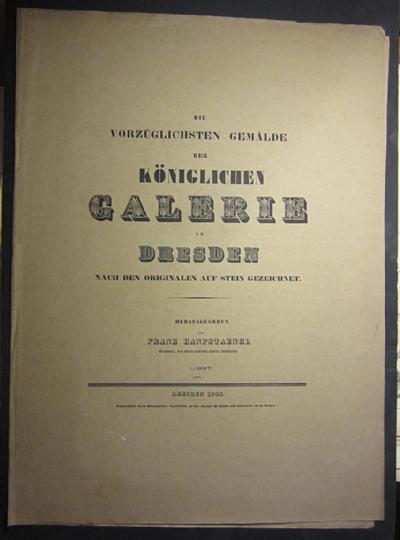 DIE
VORZÜGLICHSTEN GEMÄLDE
DER
KÖNIGLICHEN
GALERIE
IN
DRESDEN
NACH DEN ORIGINALEN AUF STEIN GEZEICHNET.
HERAUSGEGEBEN
VON
FRANZ HANFSTAENGL
HEFT
DRESDEN